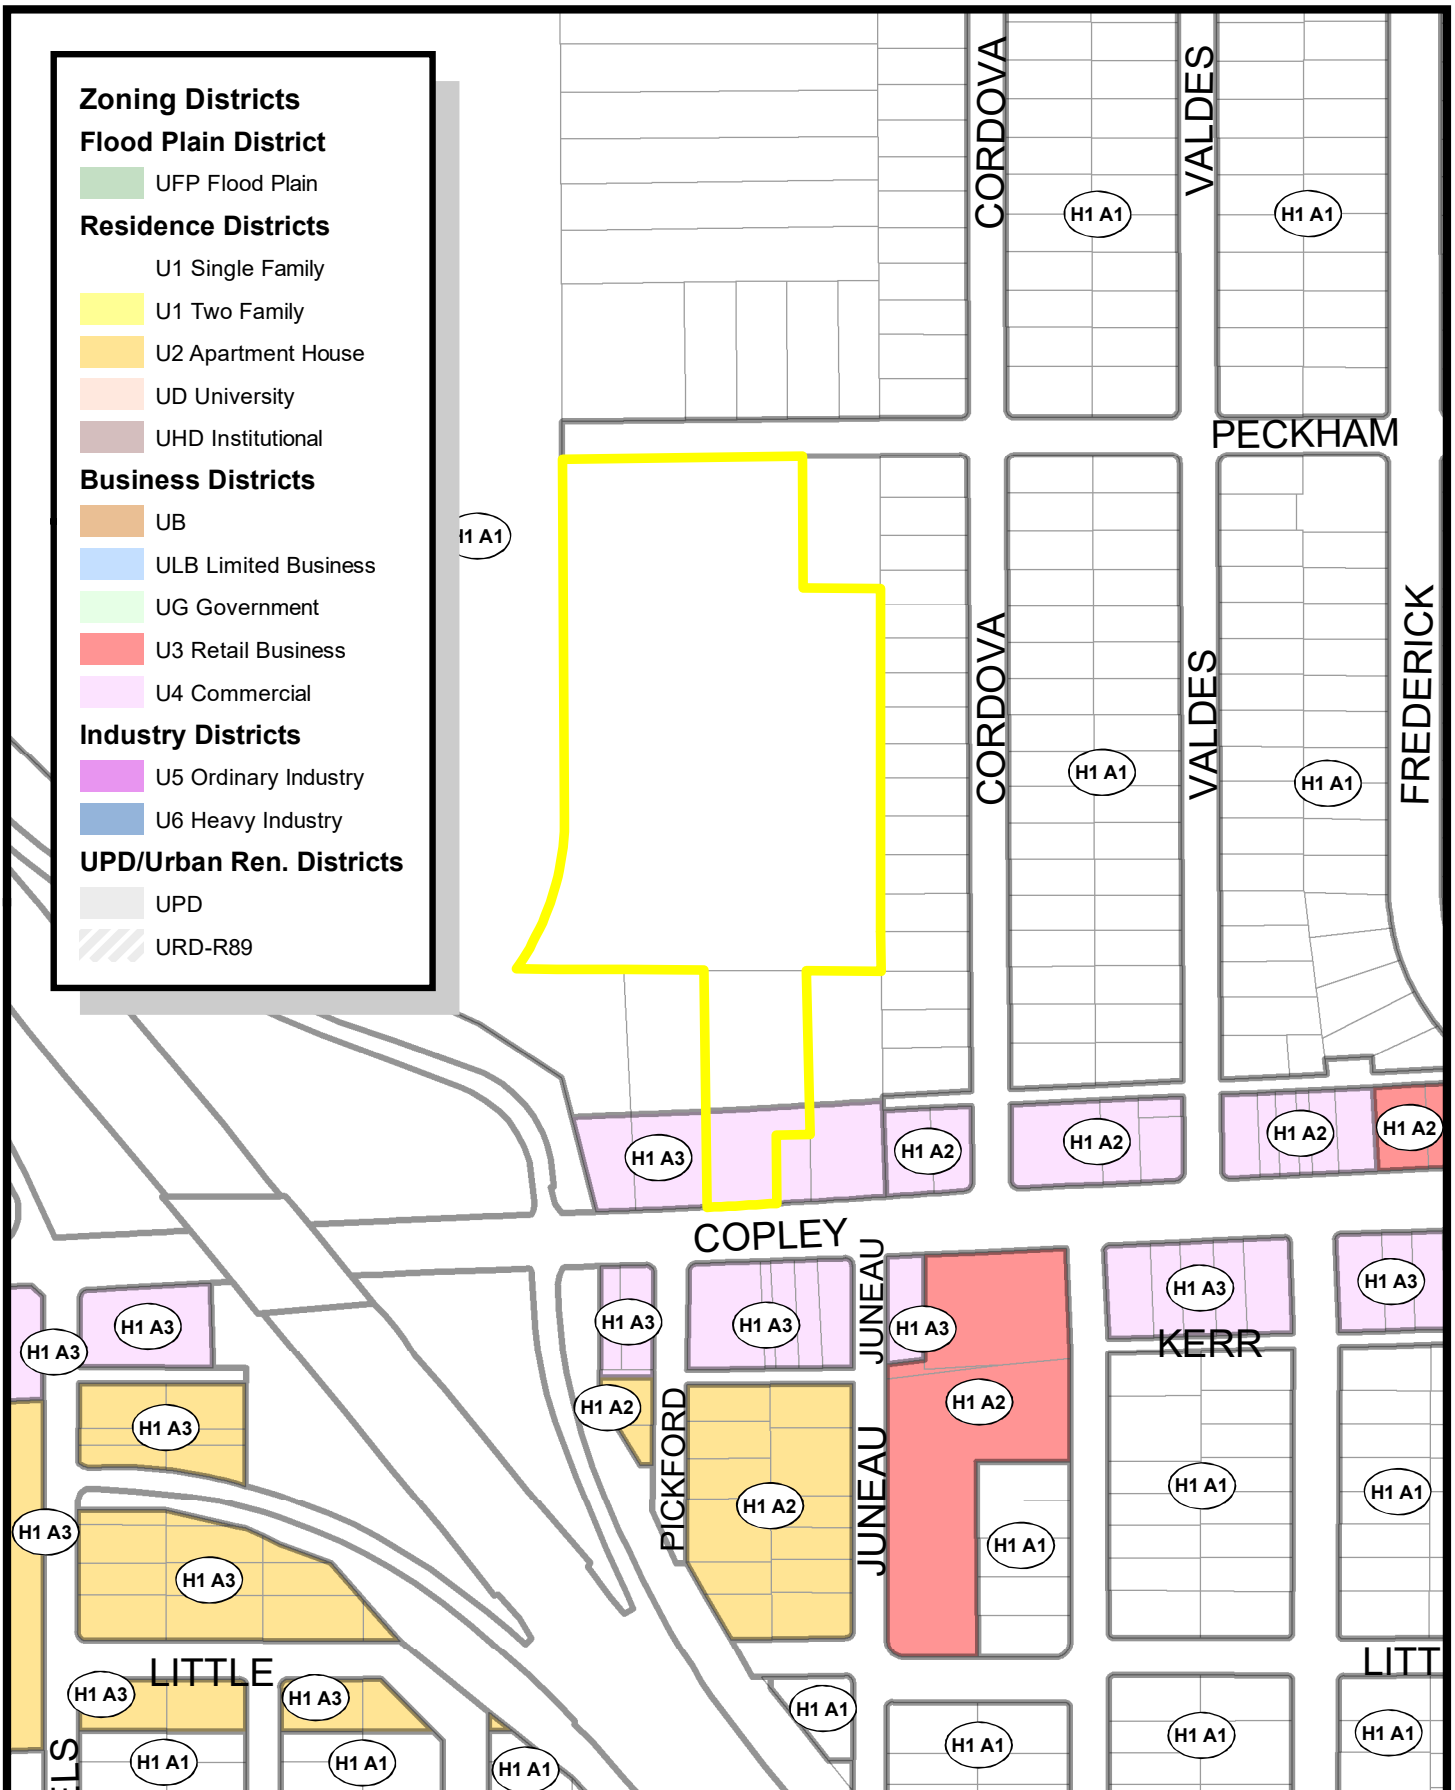 Zoning Districts
Flood Plain District
UFP Flood Plain
Residence Districts
U1 Single Family
U1 Two Family
U2 Apartment House
UD University
UHD Institutional
Business Districts
UB
ULB Limited Business
UG Government
U3 Retail Business
U4 Commercial
Industry Districts
U5 Ordinary Industry
U6 Heavy Industry
UPD/Urban Ren. Districts
UPD
URD-R89
CORDOVA
VALDES
H1 A1
H1 A1
PECKHAM
H1 A1
CORDOVA
VALDES
FREDERICK
H1 A1
H1 A1
H1 A3
H1 A2
H1 A2
H1 A2
H1 A2
COPLEY
JUNEAU
H1 A3
H1 A3
H1 A3
H1 A3
H1 A3
H1 A3
H1 A3
KERR
H1 A2
PICKFORD
H1 A2
H1 A3
JUNEAU
H1 A1
H1 A1
H1 A2
H1 A3
H1 A1
H1 A3
LITTLE
LITT
H1 A3
H1 A3
H1 A1
H1 A1
H1 A1
H1 A1
ELS
H1 A1
H1 A1
H1 A1